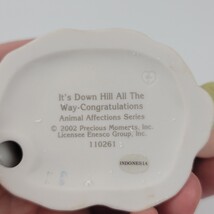 It's Down Hill All The
Way-Congratulations
Animal Affections Series
© 2002 Precious Moments, Inc.
Licensee Enesco Group, Inc.
110261
INDONESIA